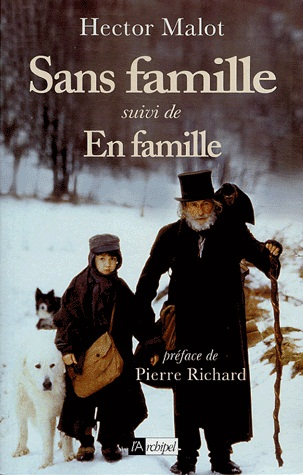 Hector Malot
Sans famille
suivi de
En famille
préface de
Pierre Richard
l'Archipel